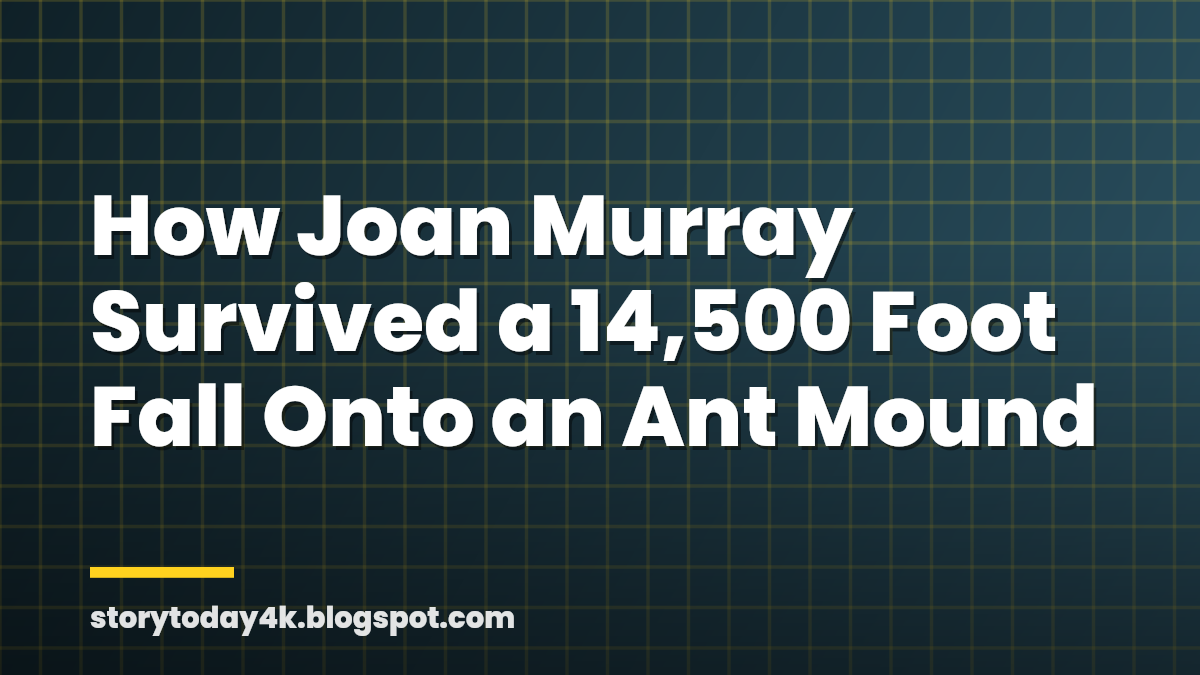 How Joan Murray
Survived a 14,500 Foot
Fall Onto an Ant Mound
storytoday4k.blogspot.com